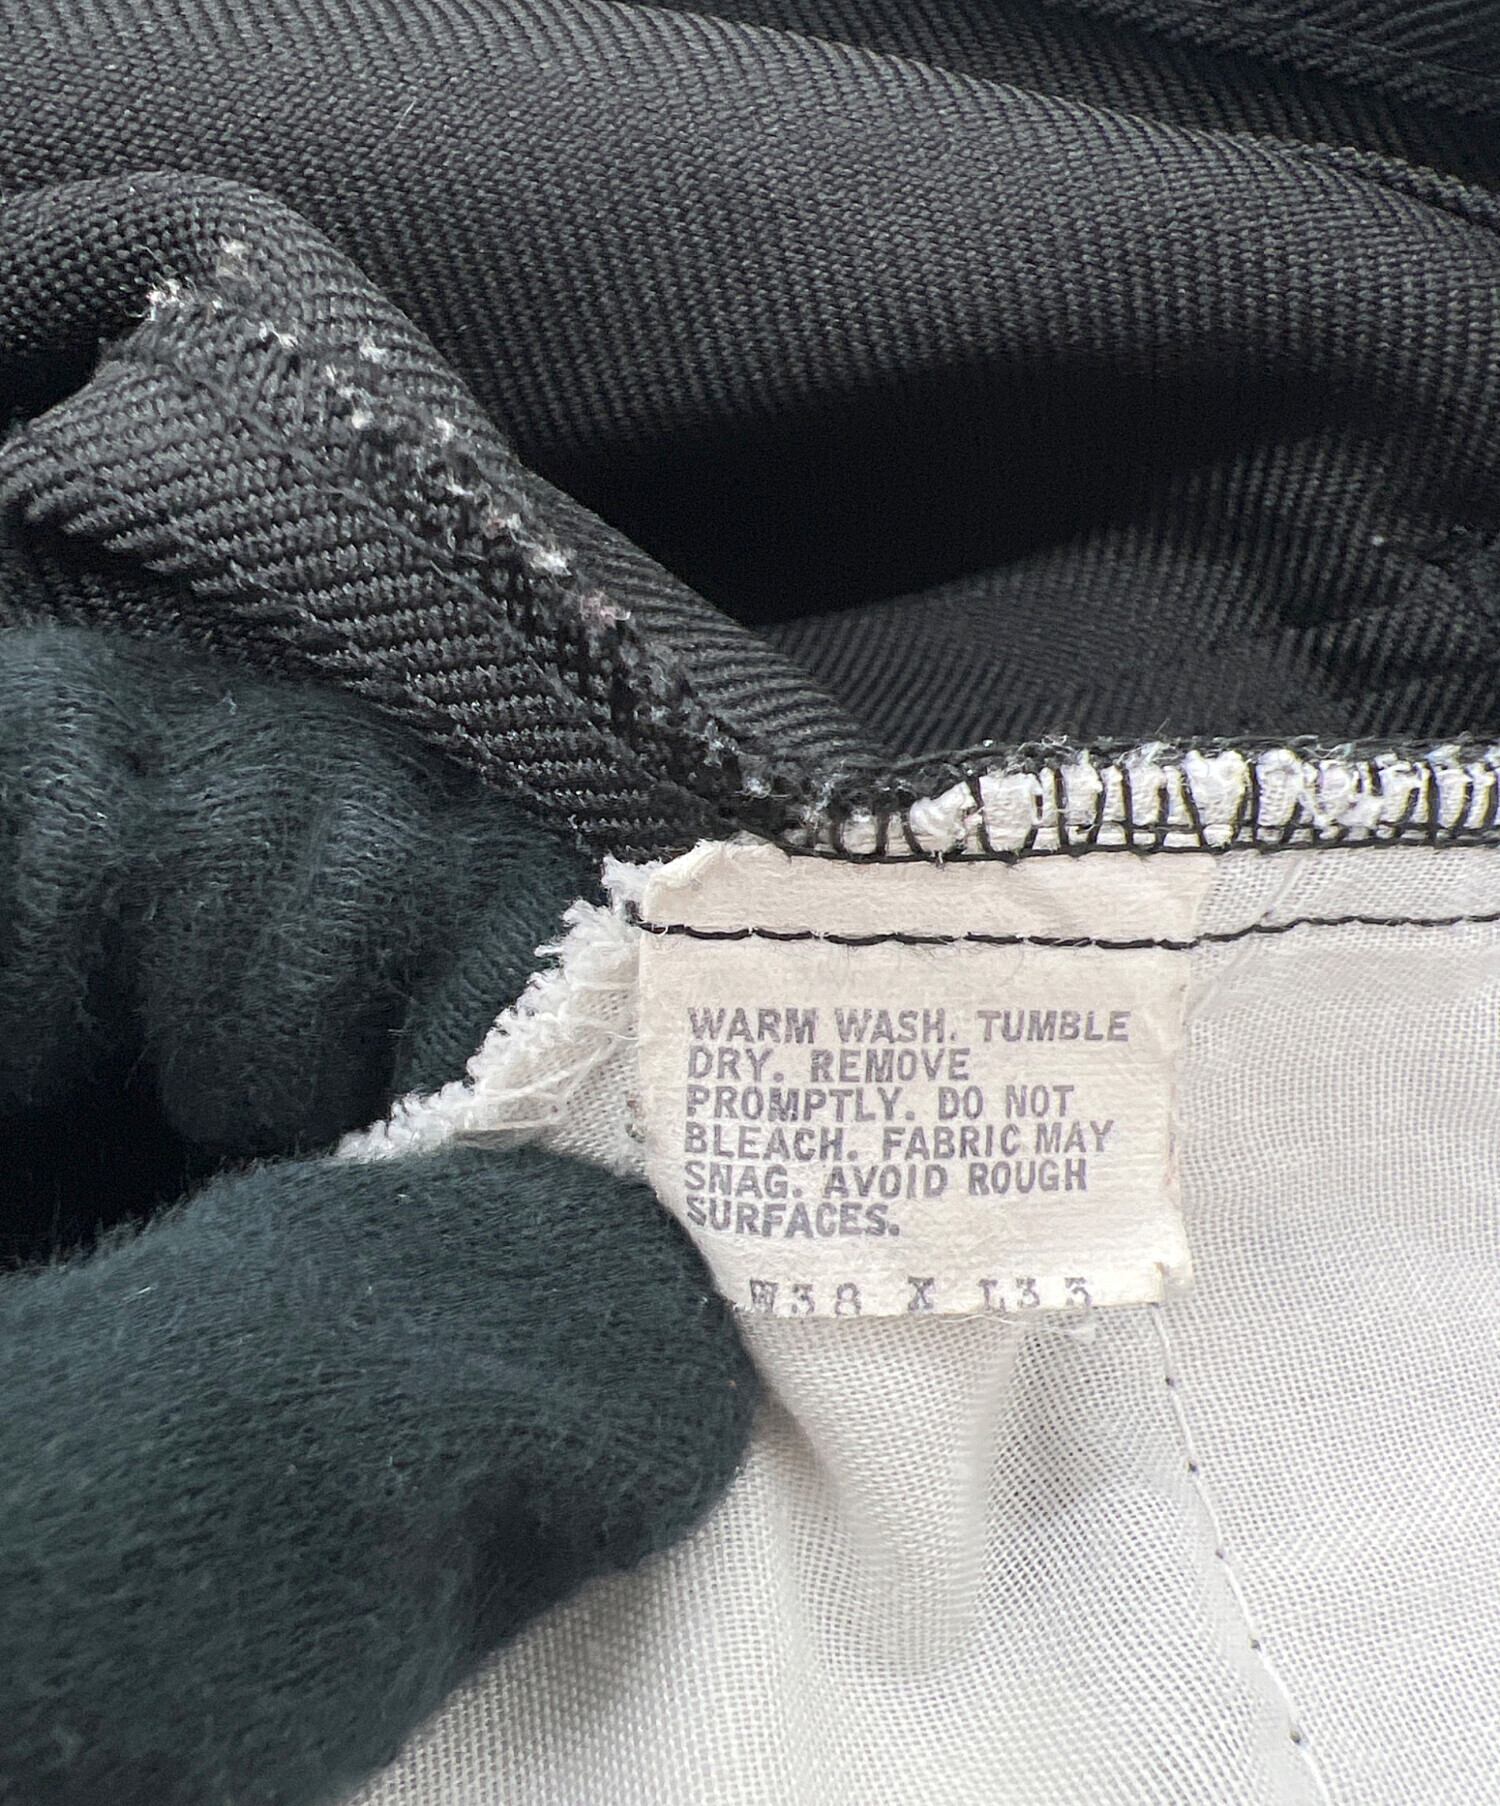 WARM WASH. TUMBLE
DRY. REMOVE
PROMPTLY. DO NOT
BLEACH. FABRIC MAY
SNAG. AVOID ROUGH
SURFACES.
W38 X L33